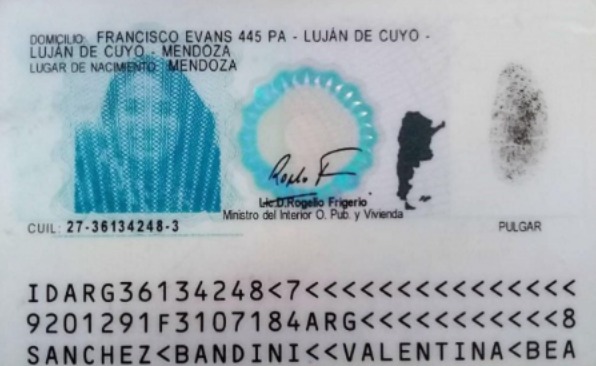 DOMICILIO: FRANCISCO EVANS 445 PA - LUJÁN DE CUYO -
LUJÁN DE CUYO - MENDOZA
LUGAR DE NACIMIENTO: MENDOZA
Lic.D.Rogelio Frigerio
Ministro del Interior O. Pub. y Vivienda
CUIL: 27-36134248-3
PULGAR
IDARG36134248<7<<<<<<<<<<<<<<<
9201291F3107184ARG<<<<<<<<<<<8
SANCHEZ<BANDINI<<VALENTINA<BEA